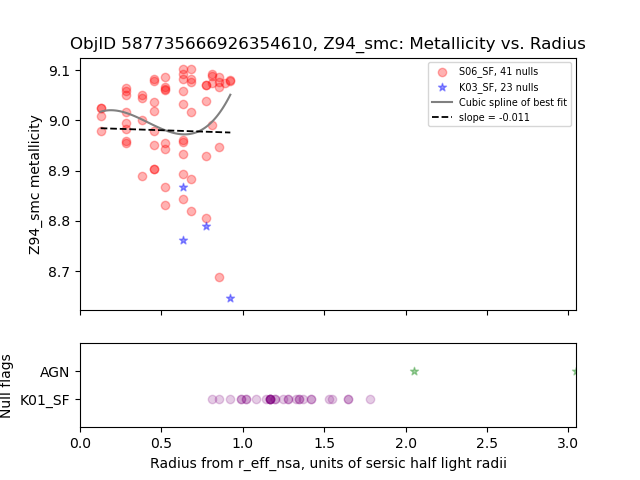 ObjID 587735666926354610, Z94_smc: Metallicity vs. Radius
Z94_smc metallicity
9.1
9.0
8.9
8.8
8.7
S06_SF, 41 nulls
K03_SF, 23 nulls
Cubic spline of best fit
slope = -0.011
Null flags
AGN
K01_SF
0.0 0.5 1.0 1.5 2.0 2.5 3.0
Radius from r_eff_nsa, units of sersic half light radii